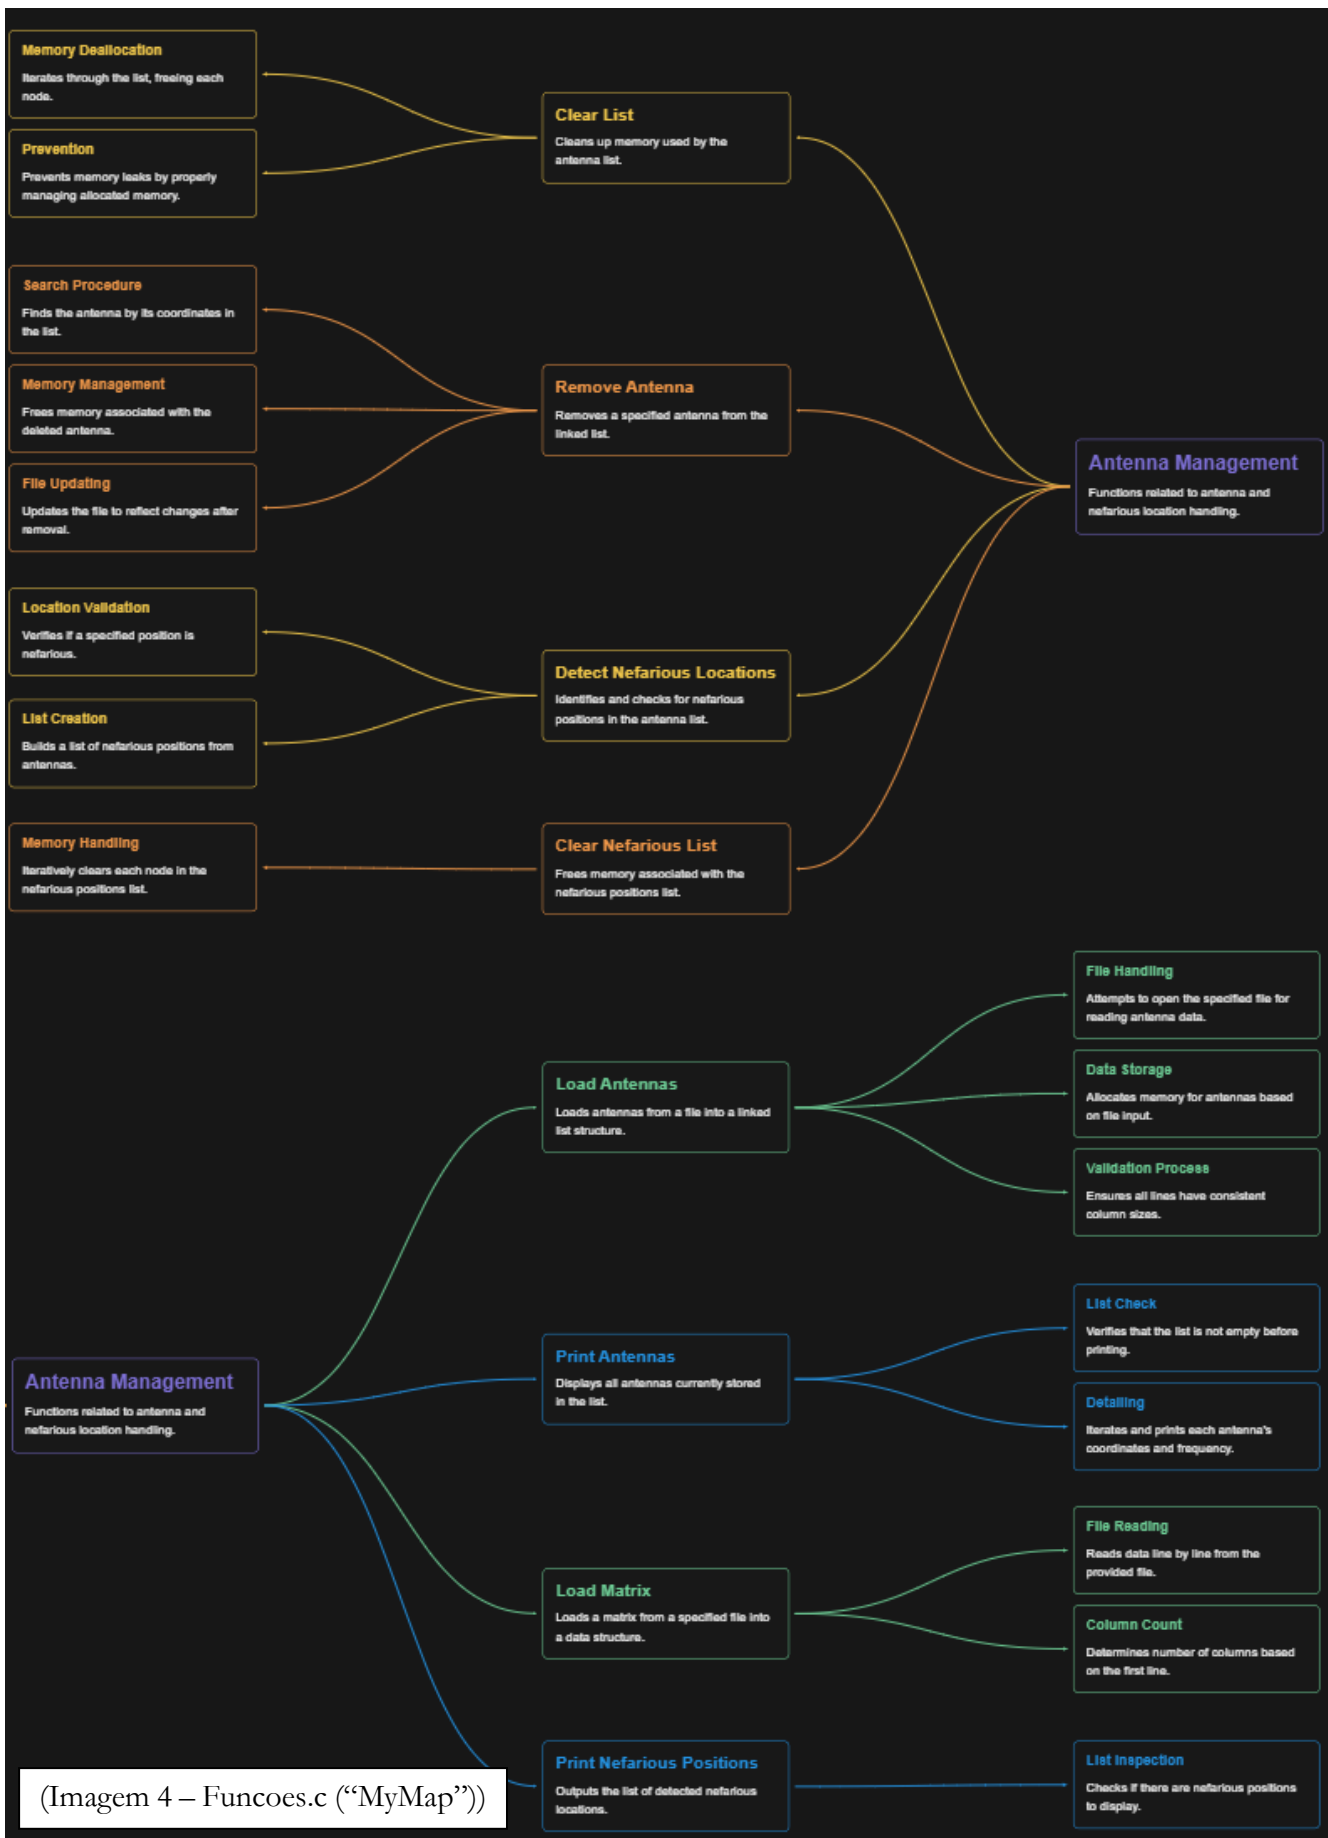 Memory Deallocation
Iterates through the list, freeing each
node.
Prevention
Prevents memory leaks by properly
managing allocated memory.
Clear List
Cleans up memory used by the
antenna list.
Search Procedure
Finds the antenna by its coordinates in
the list.
Memory Management
Frees memory associated with the
deleted antenna.
File Updating
Updates the file to reflect changes after
removal.
Remove Antenna
Removes a specified antenna from the
linked list.
Antenna Management
Functions related to antenna and
nefarious location handling.
Location Validation
Verifies if a specified position is
nefarious.
List Creation
Builds a list of nefarious positions from
antennas.
Detect Nefarious Locations
Identifies and checks for nefarious
positions in the antenna list.
Memory Handling
Iteratively clears each node in the
nefarious positions list.
Clear Nefarious List
Frees memory associated with the
nefarious positions list.
Antenna Management
Functions related to antenna and
nefarious location handling.
Load Antennas
Loads antennas from a file into a linked
list structure.
File Handling
Attempts to open the specified file for
reading antenna data.
Data Storage
Allocates memory for antennas based
on file input.
Validation Process
Ensures all lines have consistent
column sizes.
Print Antennas
Displays all antennas currently stored
in the list.
List Check
Verifies that the list is not empty before
printing.
Detailing
Iterates and prints each antenna's
coordinates and frequency.
Load Matrix
Loads a matrix from a specified file into
a data structure.
File Reading
Reads data line by line from the
provided file.
Column Count
Determines number of columns based
on the first line.
Print Nefarious Positions
Outputs the list of detected nefarious
locations.
List Inspection
Checks if there are nefarious positions
to display.
(Imagem 4 – Funcoes.c (“MyMap”))